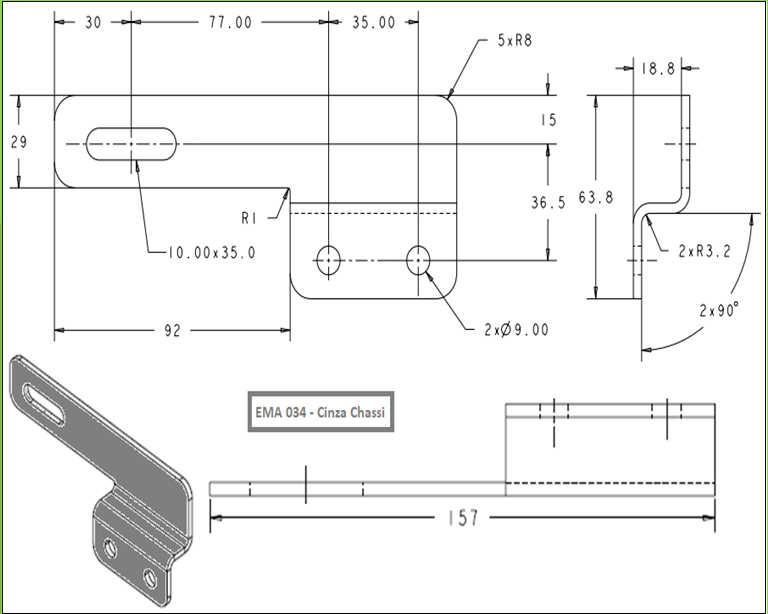 30
77.00
35.00
5xR8
18.8
15
29
36.5
63.8
R1
10.00x35.0
2xR3.2
2x90°
92
2xØ9.00
EMA 034 - Cinza Chassi
157